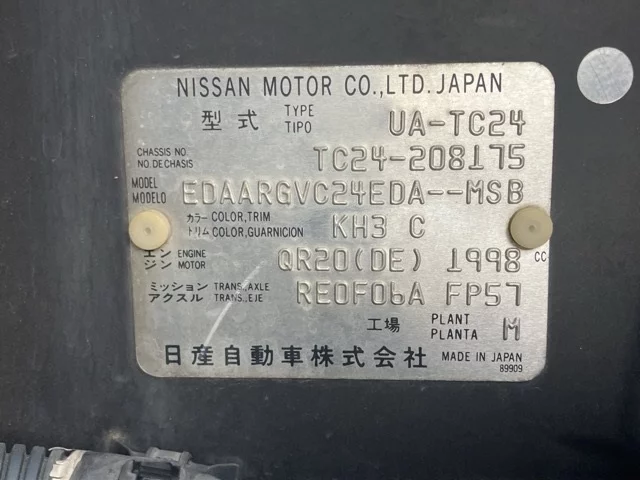 NISSAN MOTOR CO.,LTD. JAPAN
型式 TYPE TIPO UA-TC24
CHASSIS NO. NO. DE CHASIS TC24-208175
MODEL MODELO EDAARGVC24EDA--MSB
カラー COLOR,TRIM
トリム COLOR,GUARNICION KH3 C
エンジン ENGINE MOTOR QR20(DE) 1998 CC
ミッション TRANS.,AXLE
アクスル TRANS.,EJE RE0F06A FP57
工場 PLANT PLANTA M
日産自動車株式会社 MADE IN JAPAN
89909